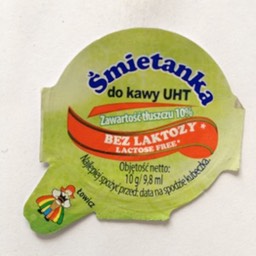 Śmietanka
do kawy UHT
Zawartość tłuszczu 10%
BEZ LAKTOZY*
LACTOSE FREE*
Objętość netto:
10 g/9,8 ml
Najlepiej spożyć przed: data na spodzie kubeczka
Łowicz